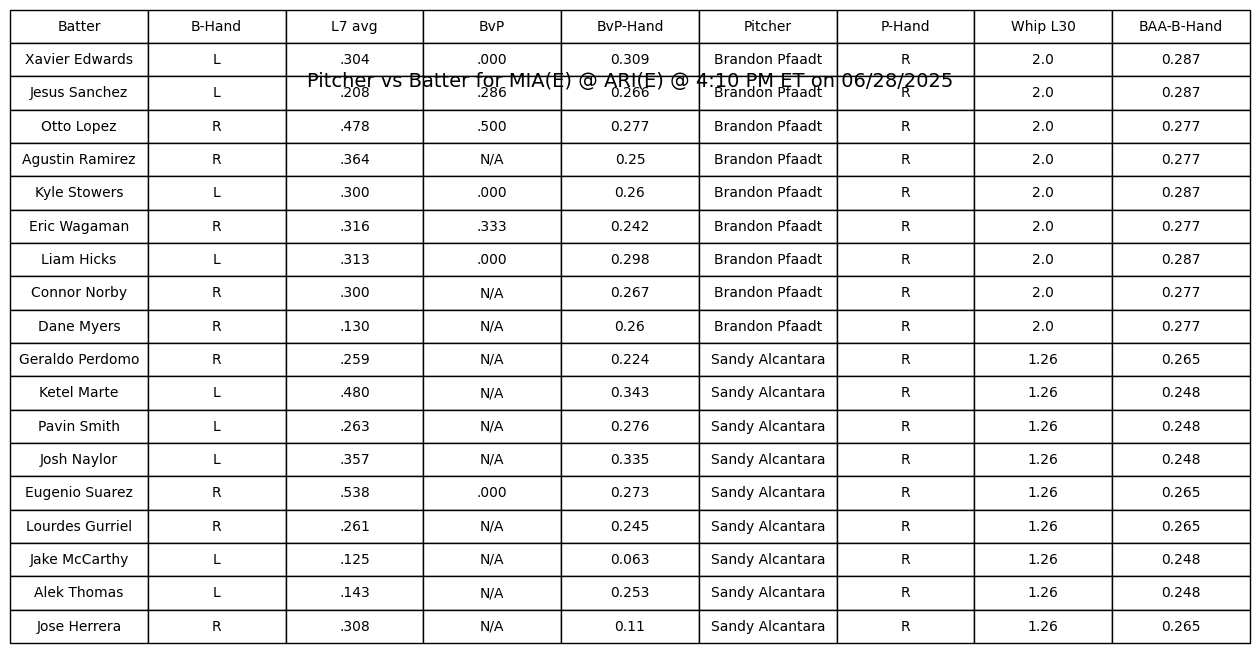 Batter B-Hand L7 avg BvP BvP-Hand Pitcher P-Hand Whip L30 BAA-B-Hand
Xavier Edwards L .304 .000 0.309 Brandon Pfaadt R 2.0 0.287
Pitcher vs Batter for MIA(E) @ ARI(E) @ 4:10 PM ET on 06/28/2025
Jesus Sanchez L .208 .286 0.266 Brandon Pfaadt R 2.0 0.287
Otto Lopez R .478 .500 0.277 Brandon Pfaadt R 2.0 0.277
Agustin Ramirez R .364 N/A 0.25 Brandon Pfaadt R 2.0 0.277
Kyle Stowers L .300 .000 0.26 Brandon Pfaadt R 2.0 0.287
Eric Wagaman R .316 .333 0.242 Brandon Pfaadt R 2.0 0.277
Liam Hicks L .313 .000 0.298 Brandon Pfaadt R 2.0 0.287
Connor Norby R .300 N/A 0.267 Brandon Pfaadt R 2.0 0.277
Dane Myers R .130 N/A 0.26 Brandon Pfaadt R 2.0 0.277
Geraldo Perdomo R .259 N/A 0.224 Sandy Alcantara R 1.26 0.265
Ketel Marte L .480 N/A 0.343 Sandy Alcantara R 1.26 0.248
Pavin Smith L .263 N/A 0.276 Sandy Alcantara R 1.26 0.248
Josh Naylor L .357 N/A 0.335 Sandy Alcantara R 1.26 0.248
Eugenio Suarez R .538 .000 0.273 Sandy Alcantara R 1.26 0.265
Lourdes Gurriel R .261 N/A 0.245 Sandy Alcantara R 1.26 0.265
Jake McCarthy L .125 N/A 0.063 Sandy Alcantara R 1.26 0.248
Alek Thomas L .143 N/A 0.253 Sandy Alcantara R 1.26 0.248
Jose Herrera R .308 N/A 0.11 Sandy Alcantara R 1.26 0.265